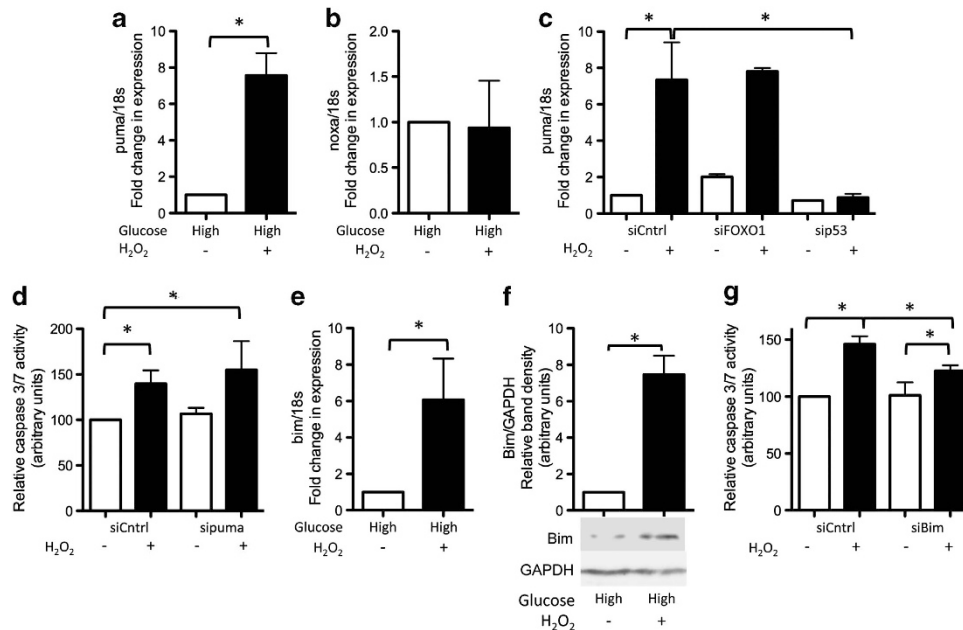 a
*
puma/18s
Fold change in expression
10
8
6
4
2
0
Glucose High High
H₂O₂ - +
b
noxa/18s
Fold change in expression
2.0
1.5
1.0
0.5
0.0
High High
- +
c
* *
puma/18s
Fold change in expression
10
8
6
4
2
0
siCntrl siFOXO1 sip53
H₂O₂ - + - + - +
d
*
*
Relative caspase 3/7 activity
(arbitrary units)
200
150
100
50
0
siCntrl sipuma
H₂O₂ - + - +
e
*
bim/18s
Fold change in expression
10
8
6
4
2
0
Glucose High High
H₂O₂ - +
f
*
Bim/GAPDH
Relative band density
(arbitrary units)
10
8
6
4
2
0
Bim
GAPDH
Glucose High High
H₂O₂ - +
g
* *
*
Relative caspase 3/7 activity
(arbitrary units)
150
100
50
0
siCntrl siBim
H₂O₂ - + - +